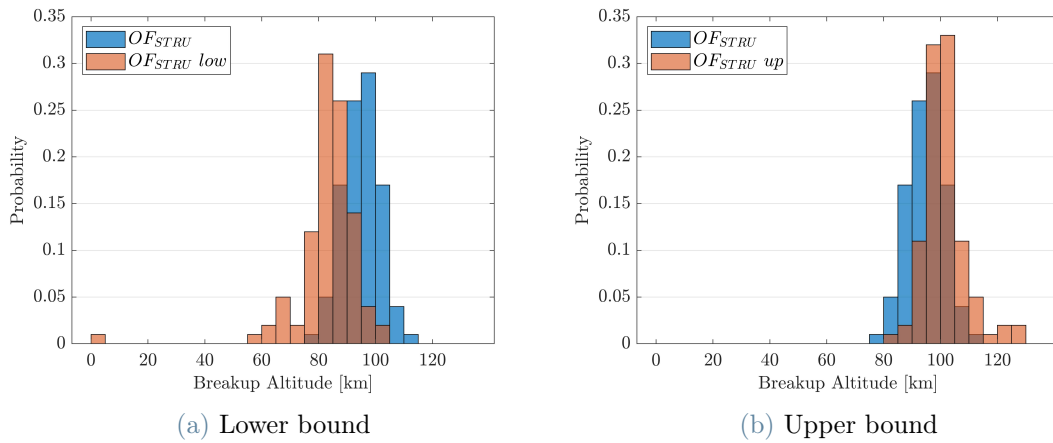 0.35
0.3
0.25
0.2
0.15
0.1
0.05
0
Probability
OF_STRU
OF_STRU low
0 20 40 60 80 100 120
Breakup Altitude [km]
(a) Lower bound
0.35
0.3
0.25
0.2
0.15
0.1
0.05
0
Probability
OF_STRU
OF_STRU up
0 20 40 60 80 100 120
Breakup Altitude [km]
(b) Upper bound